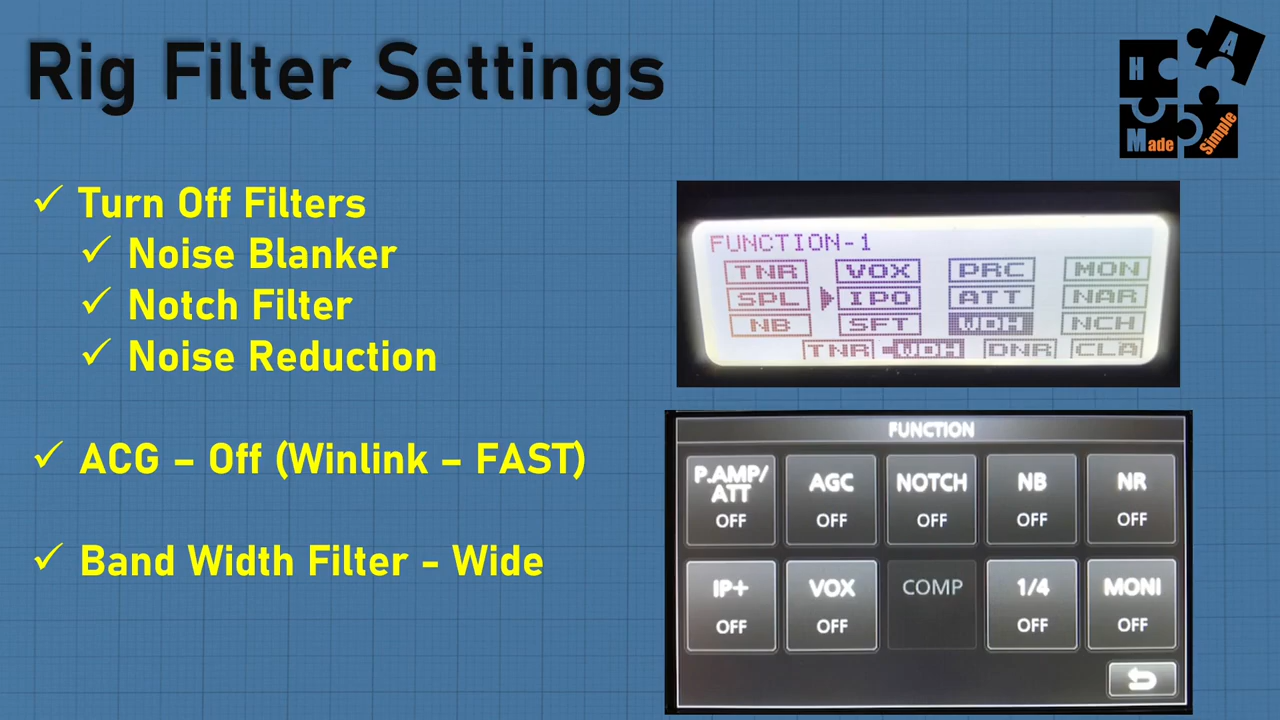 Rig Filter Settings
H A
Made Simple
Turn Off Filters
Noise Blanker
Notch Filter
Noise Reduction
ACG – Off (Winlink – FAST)
Band Width Filter - Wide
FUNCTION-1
TNR VOX PRC MON
SPL IPO ATT NAR
NB SFT WDH NCH
TNR WDH DNR CLA
FUNCTION
P.AMP/
ATT AGC NOTCH NB NR
OFF OFF OFF OFF OFF
IP+ VOX COMP 1/4 MONI
OFF OFF OFF OFF